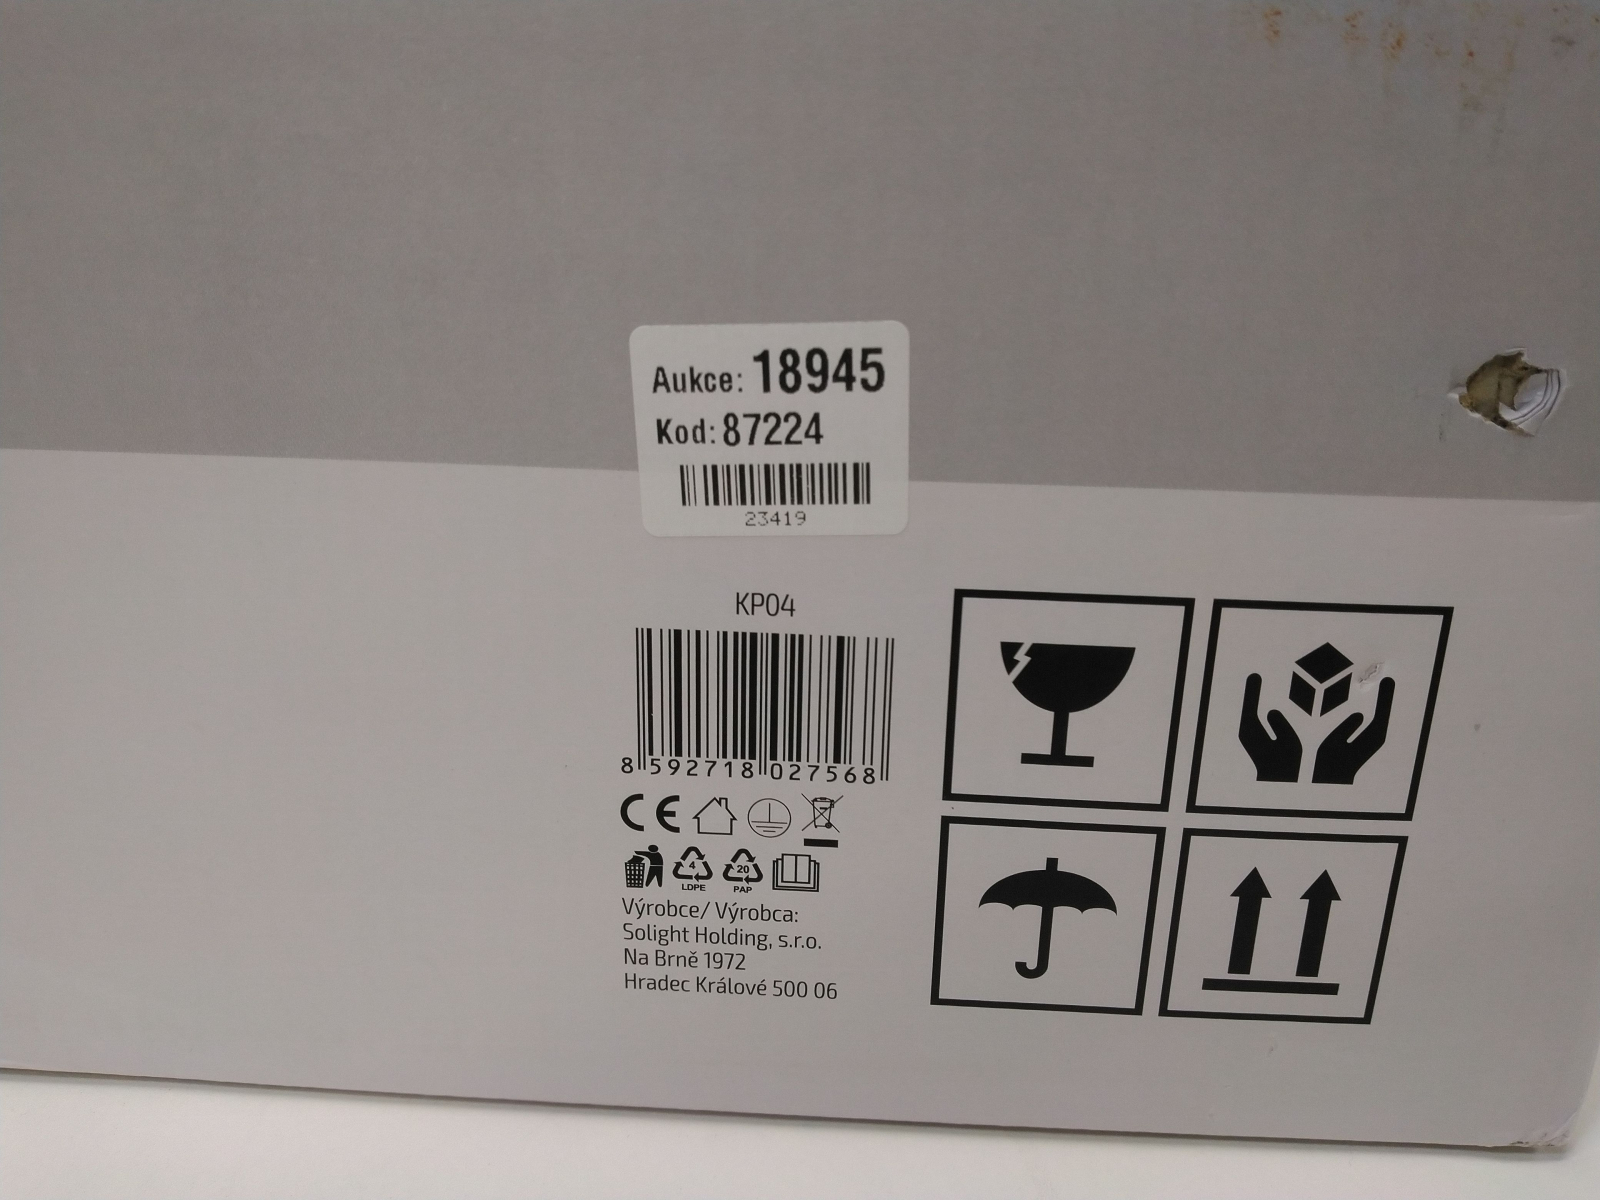 Aukce: 18945
Kod: 87224
23419
KP04
8 592718 027568
CE
4
LDPE
20
PAP
Výrobce/ Výrobca:
Solight Holding, s.r.o.
Na Brně 1972
Hradec Králové 500 06